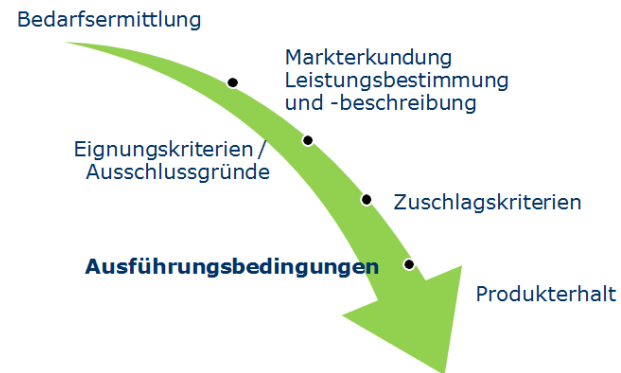 Bedarfsermittlung
Markterkundung
Leistungsbestimmung
und -beschreibung
Eignungskriterien /
Ausschlussgründe
Zuschlagskriterien
Ausführungsbedingungen
Produkterhalt